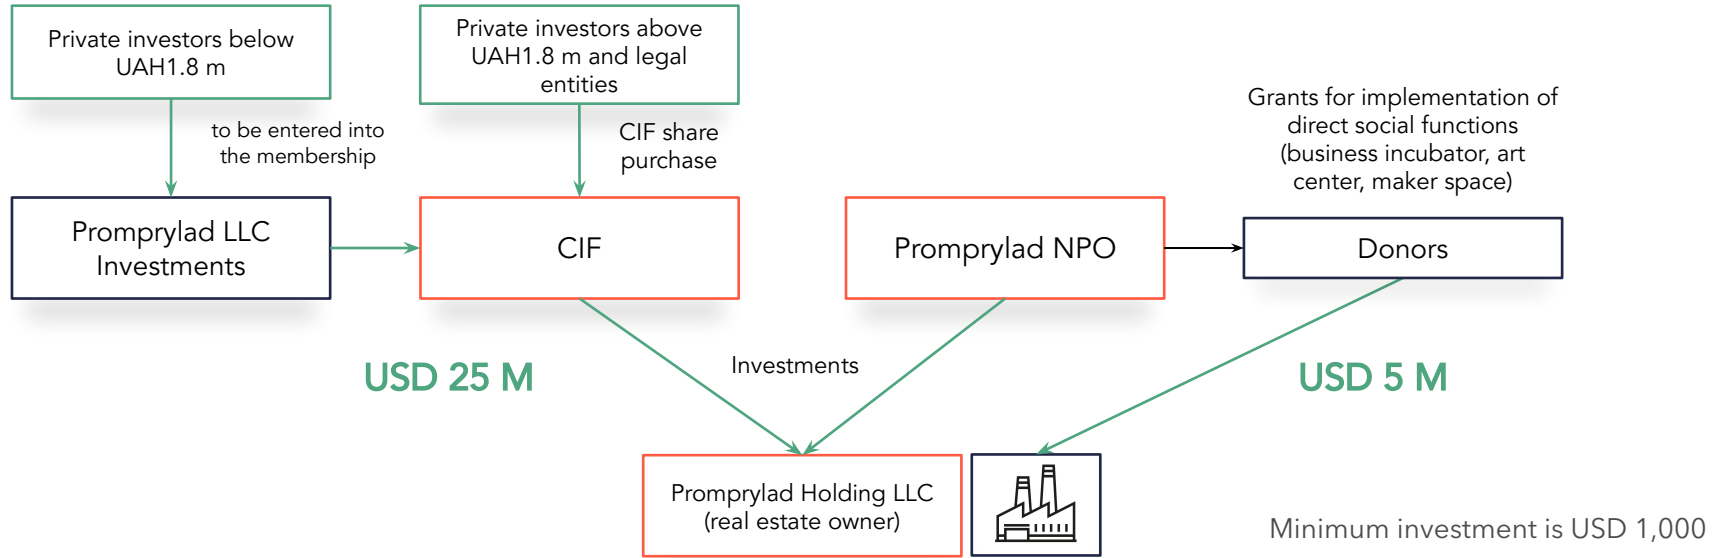 Private investors below
UAH1.8 m
Private investors above
UAH1.8 m and legal
entities
Grants for implementation of
direct social functions
(business incubator, art
center, maker space)
to be entered into
the membership
CIF share
purchase
Promprylad LLC
Investments
CIF
Promprylad NPO
Donors
USD 25 M
Investments
USD 5 M
Promprylad Holding LLC
(real estate owner)
Minimum investment is USD 1,000